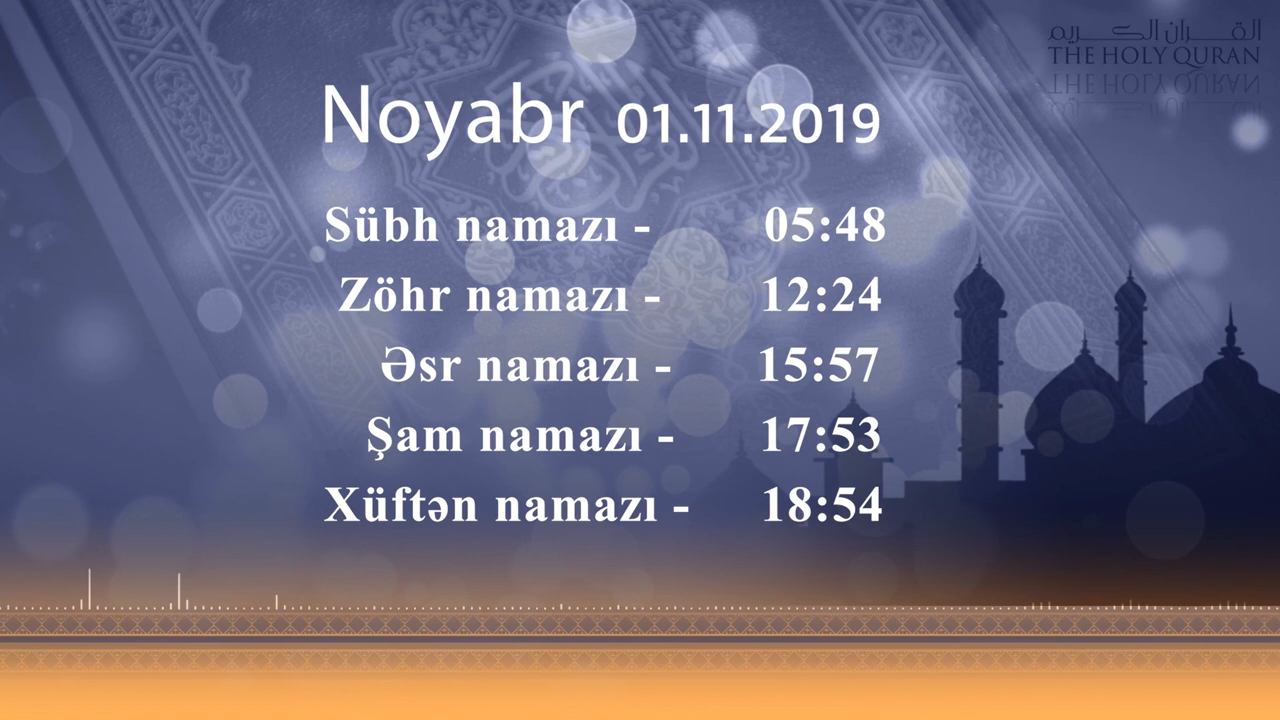 القرآن الكريم
THE HOLY QURAN
Noyabr 01.11.2019
Sübh namazı - 05:48
Zöhr namazı - 12:24
Əsr namazı - 15:57
Şam namazı - 17:53
Xüftən namazı - 18:54